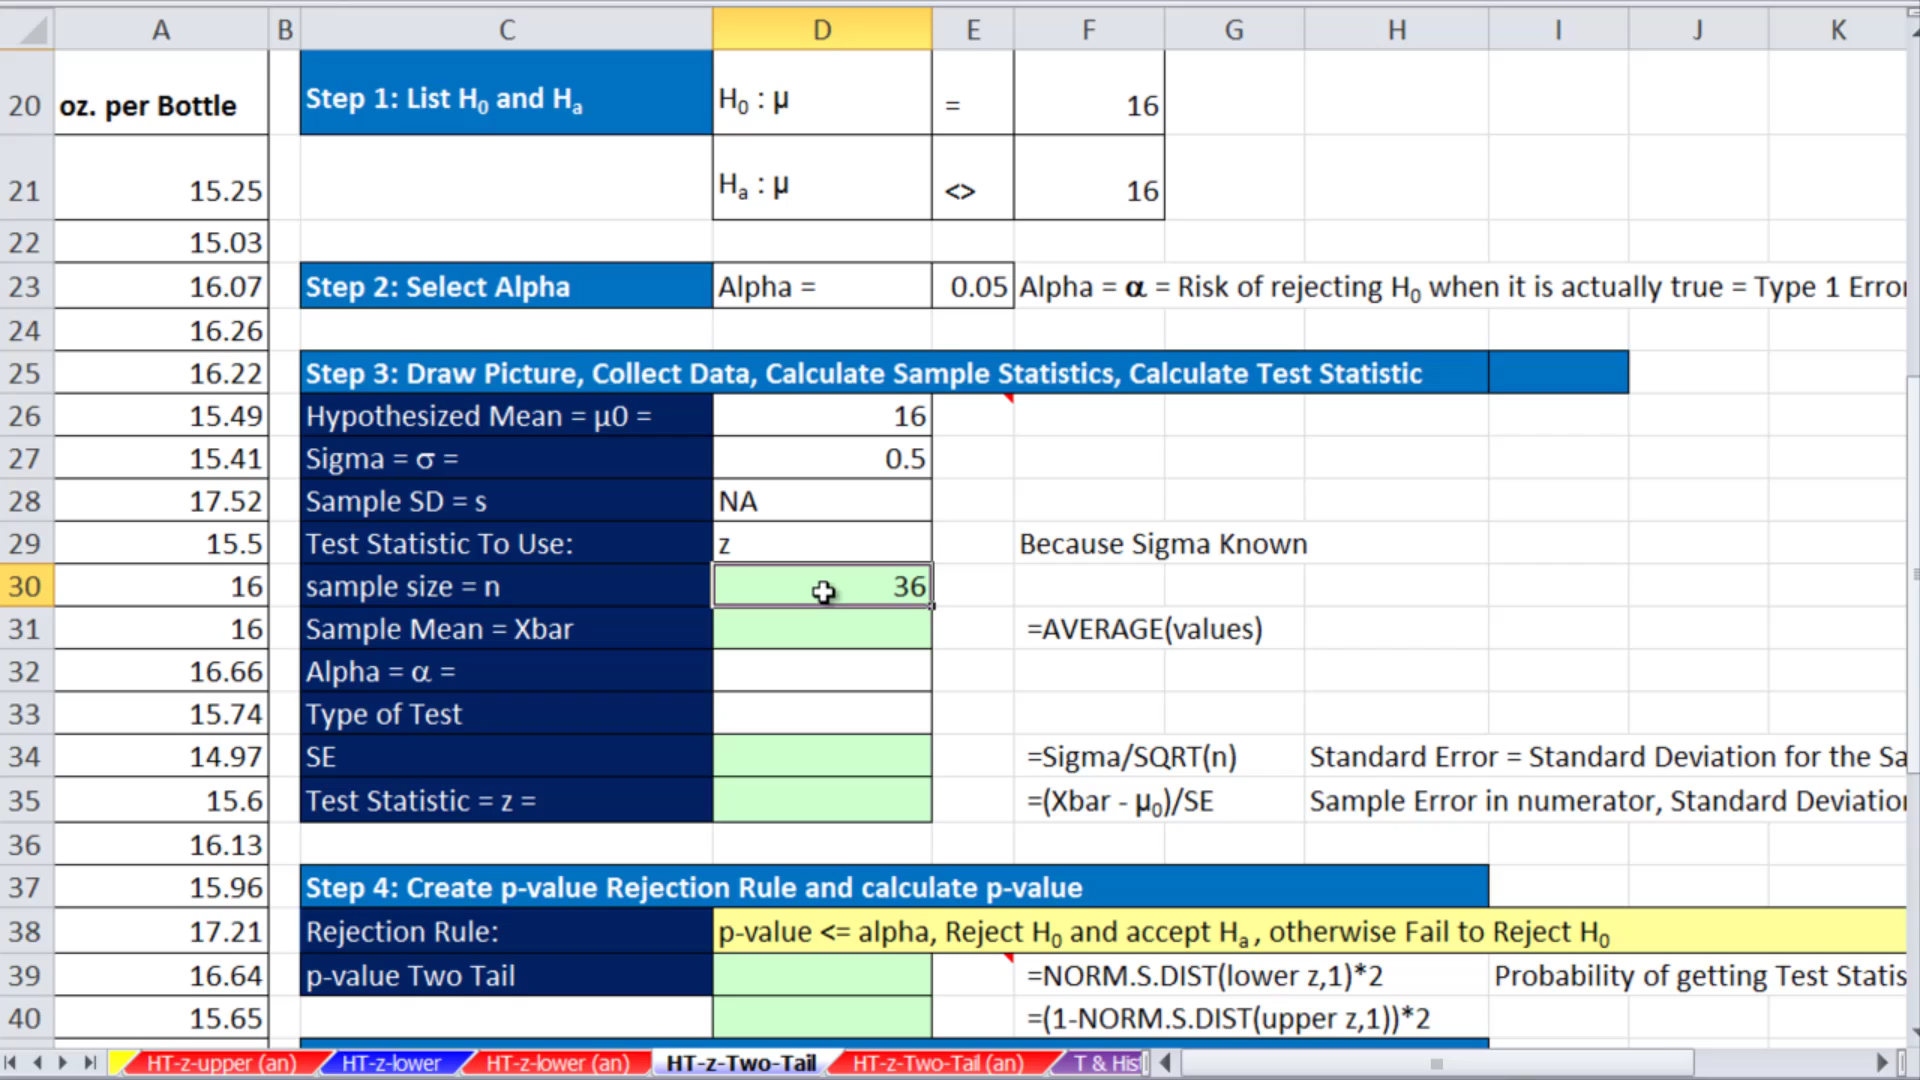 A B C D E F G H I J K
20 oz. per Bottle Step 1: List H0 and Ha H0 : μ = 16
21 15.25 Ha : μ <> 16
22 15.03
23 16.07 Step 2: Select Alpha Alpha = 0.05 Alpha = α = Risk of rejecting H0 when it is actually true = Type 1 Erro
24 16.26
25 16.22 Step 3: Draw Picture, Collect Data, Calculate Sample Statistics, Calculate Test Statistic
26 15.49 Hypothesized Mean = μ0 = 16
27 15.41 Sigma = σ = 0.5
28 17.52 Sample SD = s NA
29 15.5 Test Statistic To Use: z Because Sigma Known
30 16 sample size = n 36
31 16 Sample Mean = Xbar =AVERAGE(values)
32 16.66 Alpha = α =
33 15.74 Type of Test
34 14.97 SE =Sigma/SQRT(n) Standard Error = Standard Deviation for the Sa
35 15.6 Test Statistic = z = =(Xbar - μ0)/SE Sample Error in numerator, Standard Deviatio
36 16.13
37 15.96 Step 4: Create p-value Rejection Rule and calculate p-value
38 17.21 Rejection Rule: p-value <= alpha, Reject H0 and accept Ha , otherwise Fail to Reject H0
39 16.64 p-value Two Tail =NORM.S.DIST(lower z,1)*2 Probability of getting Test Statis
40 15.65 =(1-NORM.S.DIST(upper z,1))*2
HT-z-upper (an) HT-z-lower HT-z-lower (an) HT-z-Two-Tail HT-z-Two-Tail (an) T & Hist